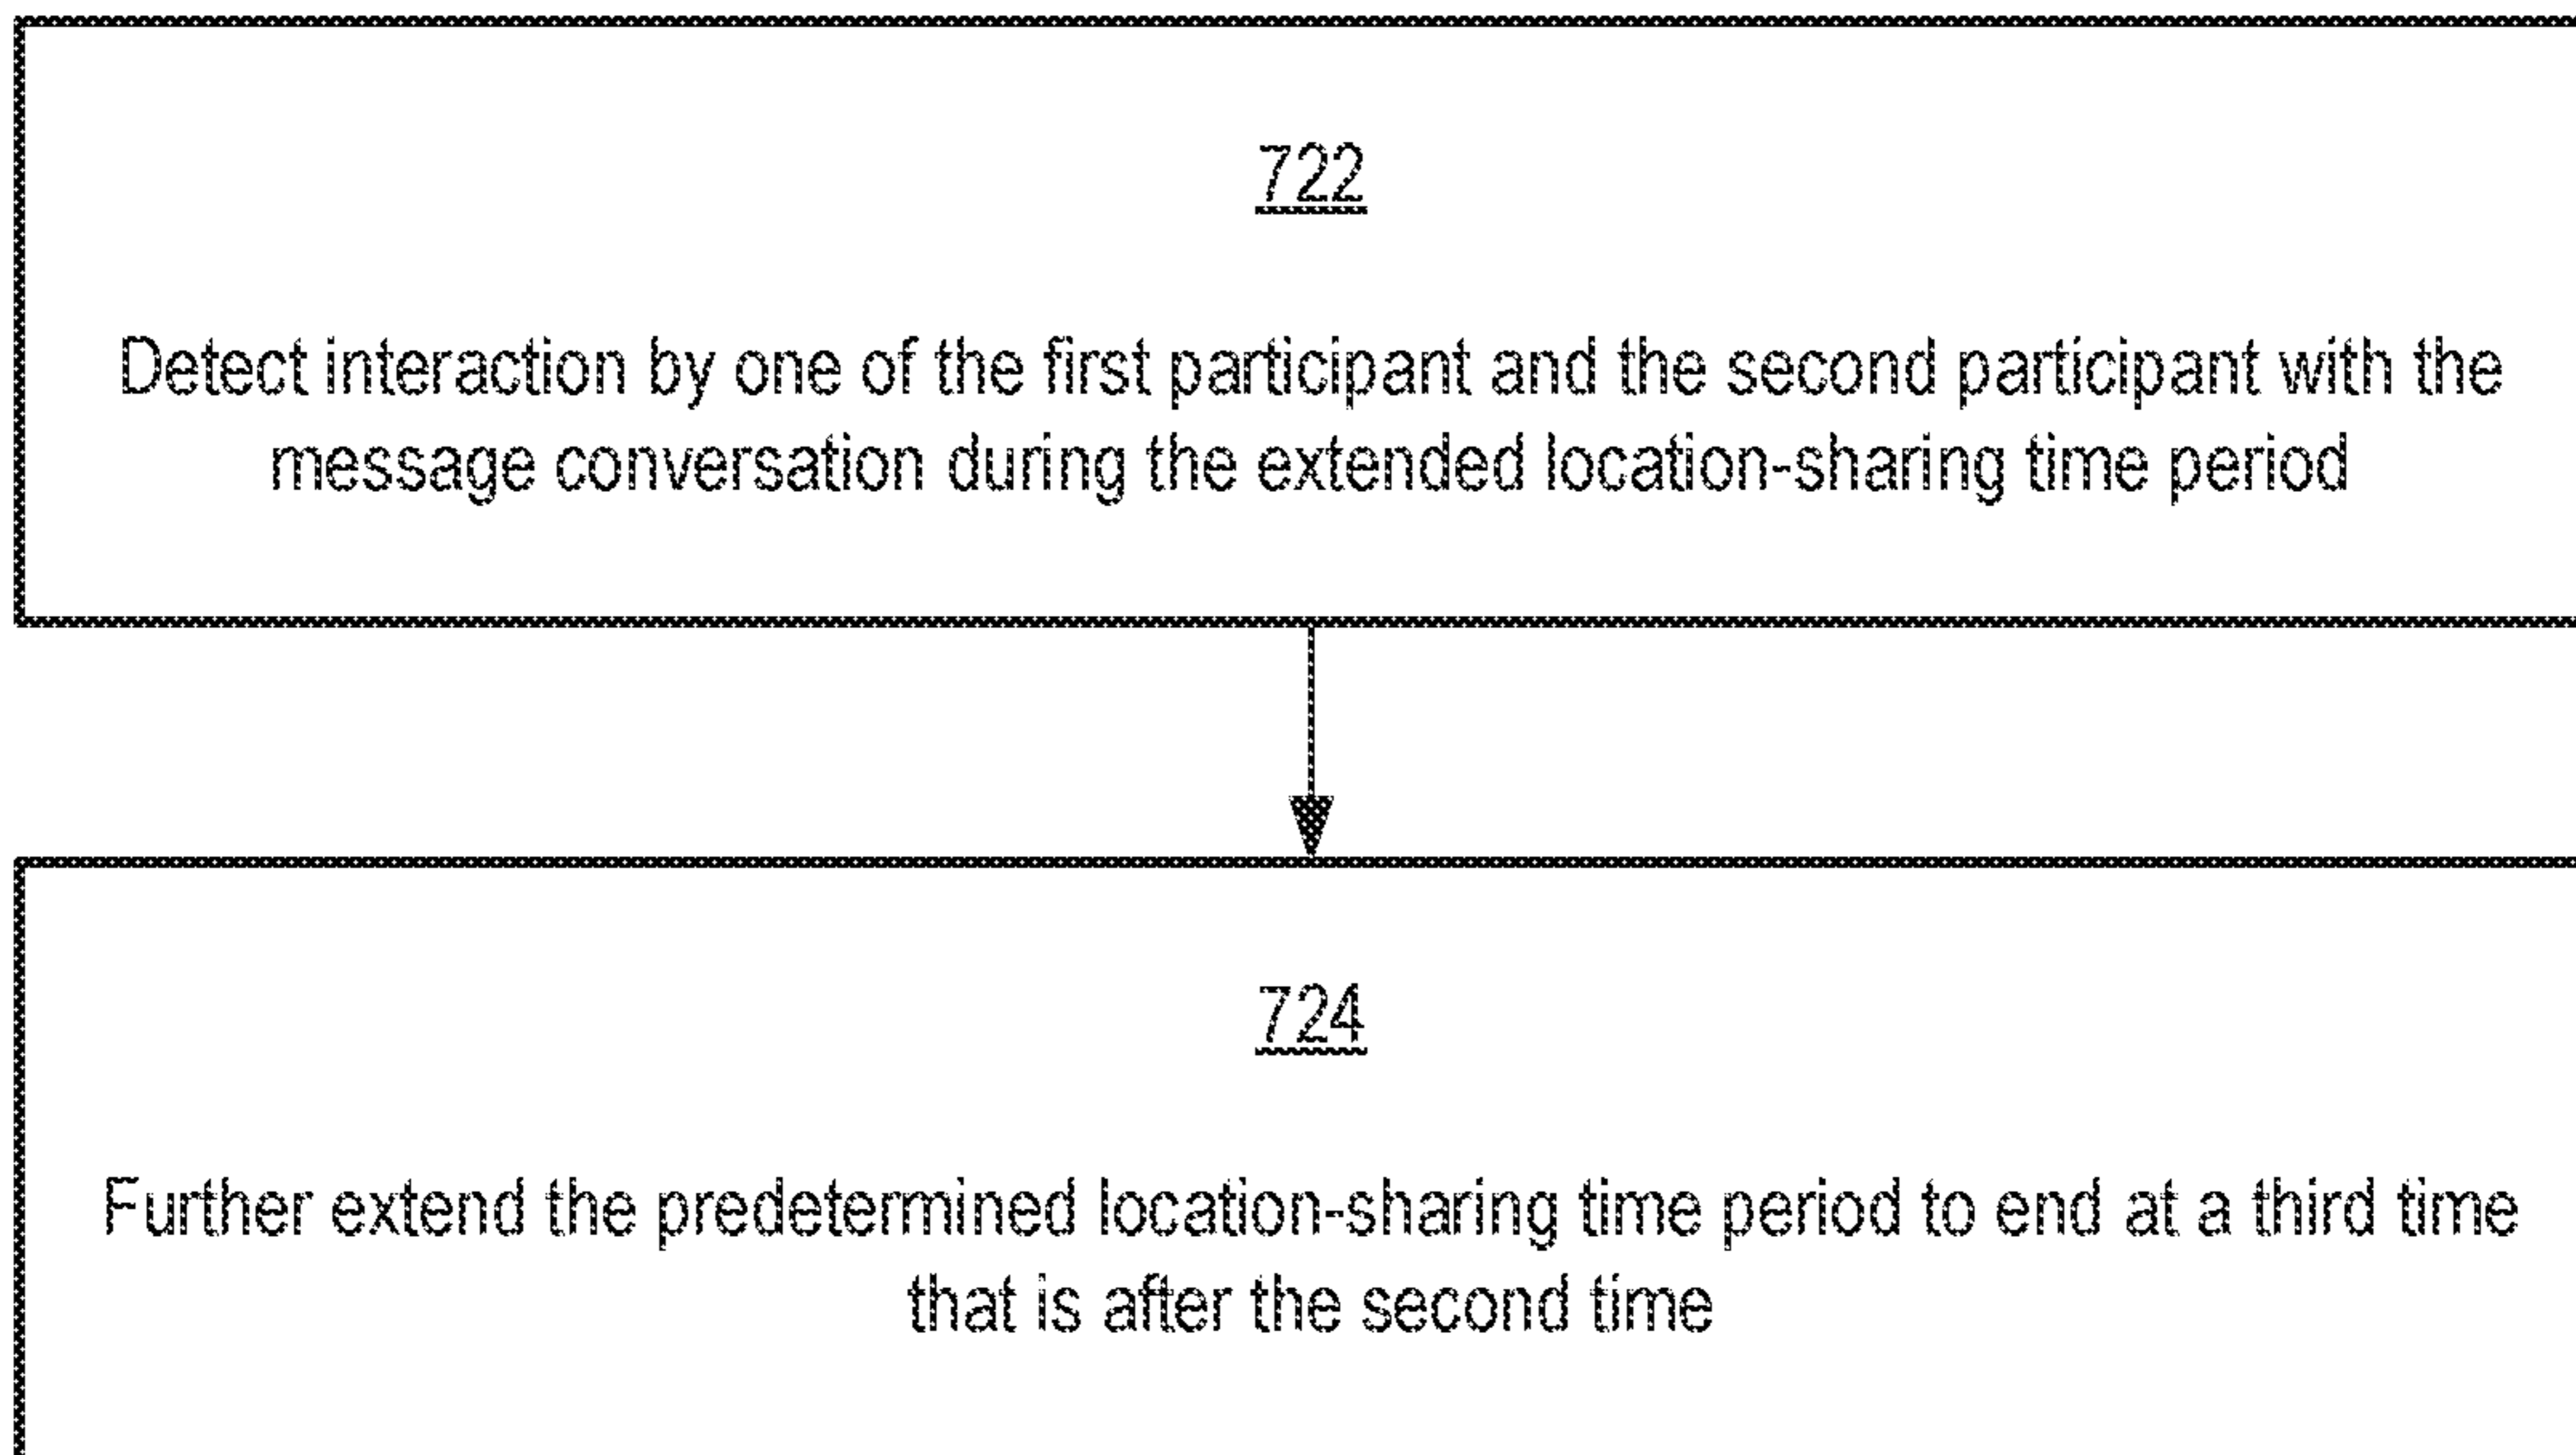 722
Detect interaction by one of the first participant and the second participant with the
message conversation during the extended location-sharing time period
724
Further extend the predetermined location-sharing time period to end at a third time
that is after the second time